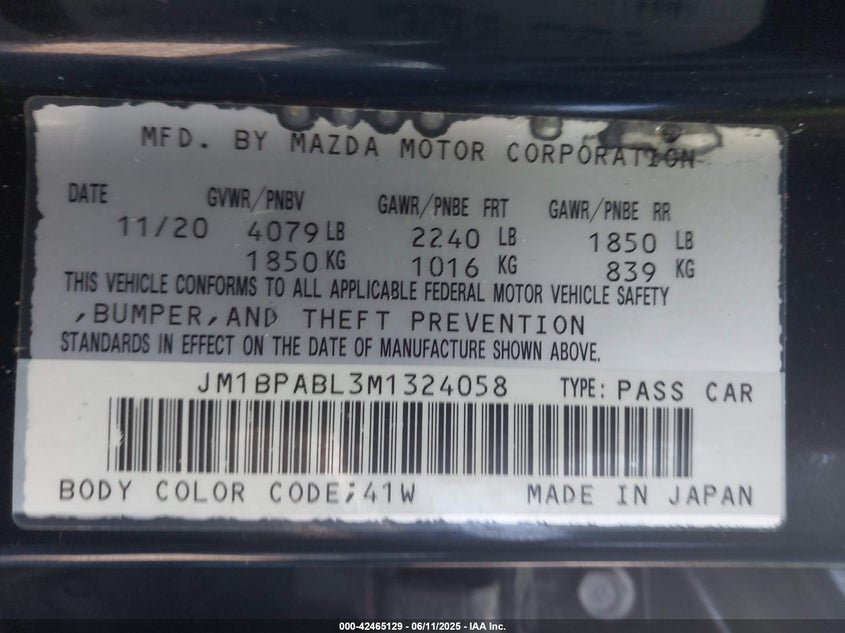 MFD. BY MAZDA MOTOR CORPORATION
DATE GVWR/PNBV GAWR/PNBE FRT GAWR/PNBE RR
11/20 4079 LB 2240 LB 1850 LB
1850 KG 1016 KG 839 KG
THIS VEHICLE CONFORMS TO ALL APPLICABLE FEDERAL MOTOR VEHICLE SAFETY
,BUMPER,AND THEFT PREVENTION
STANDARDS IN EFFECT ON THE DATE OF MANUFACTURE SHOWN ABOVE.
JM1BPABL3M1324058 TYPE: PASS CAR
BODY COLOR CODE;41W MADE IN JAPAN
000-42465129 - 06/11/2025 - IAA Inc.